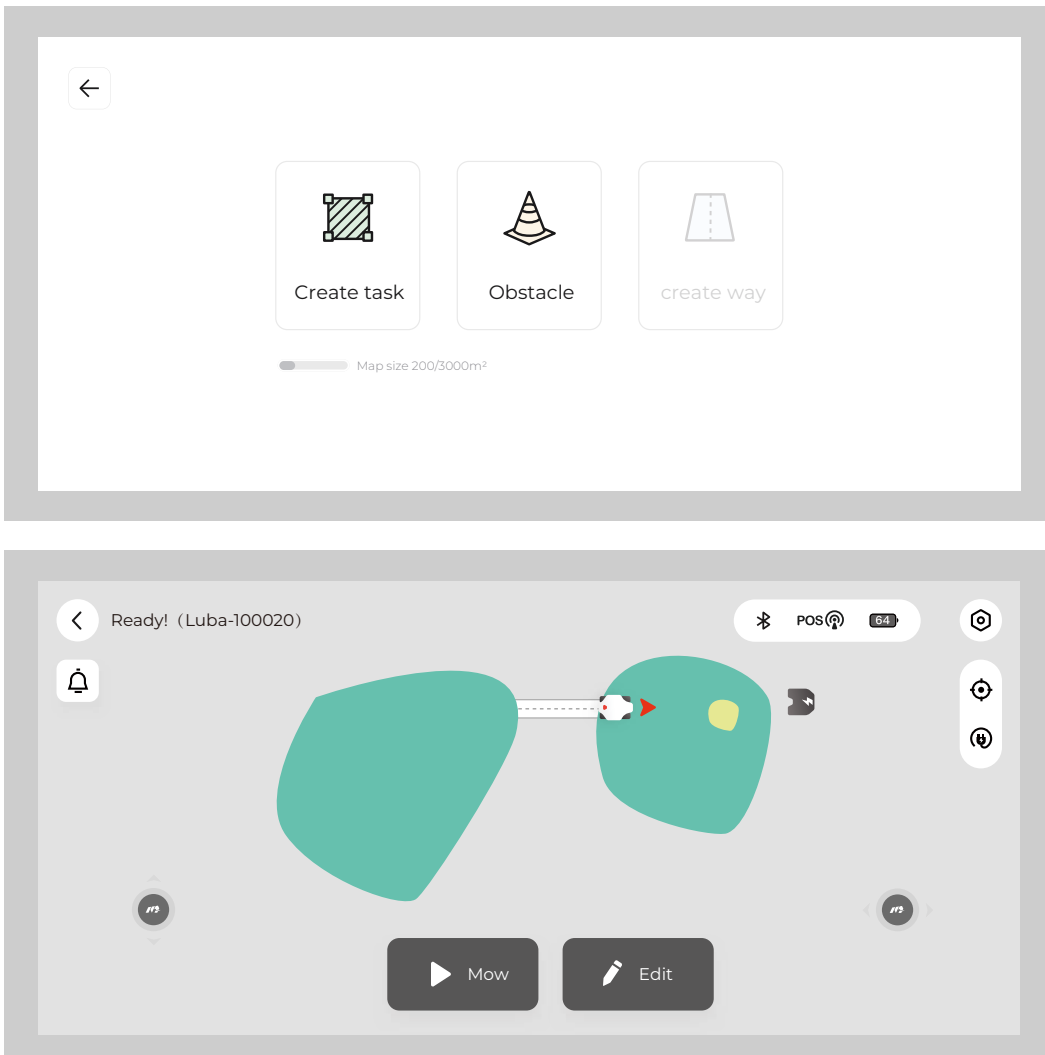 Create task
Obstacle
create way
Map size 200/3000m²
Ready!（Luba-100020）
POS
64
Mow
Edit